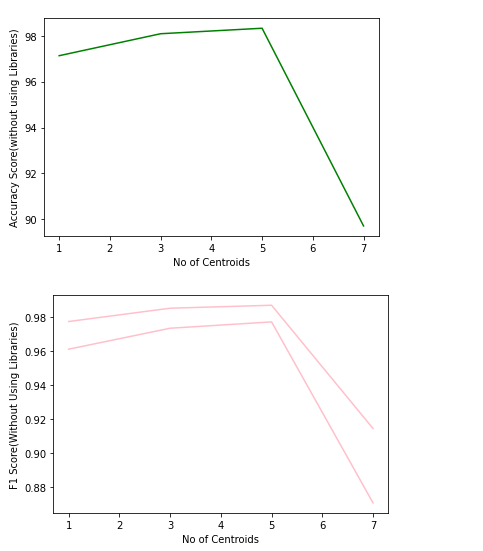 Accuracy Score(without using Libraries)
98
96
94
92
90
1 2 3 4 5 6 7
No of Centroids
F1 Score(Without Using Libraries)
0.98
0.96
0.94
0.92
0.90
0.88
1 2 3 4 5 6 7
No of Centroids